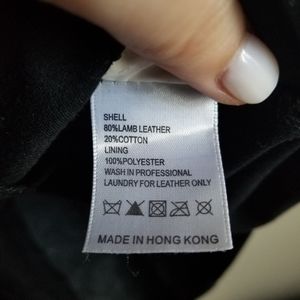 SHELL
80%LAMB LEATHER
20%COTTON
LINING
100%POLYESTER
WASH IN PROFESSIONAL
LAUNDRY FOR LEATHER ONLY
MADE IN HONG KONG